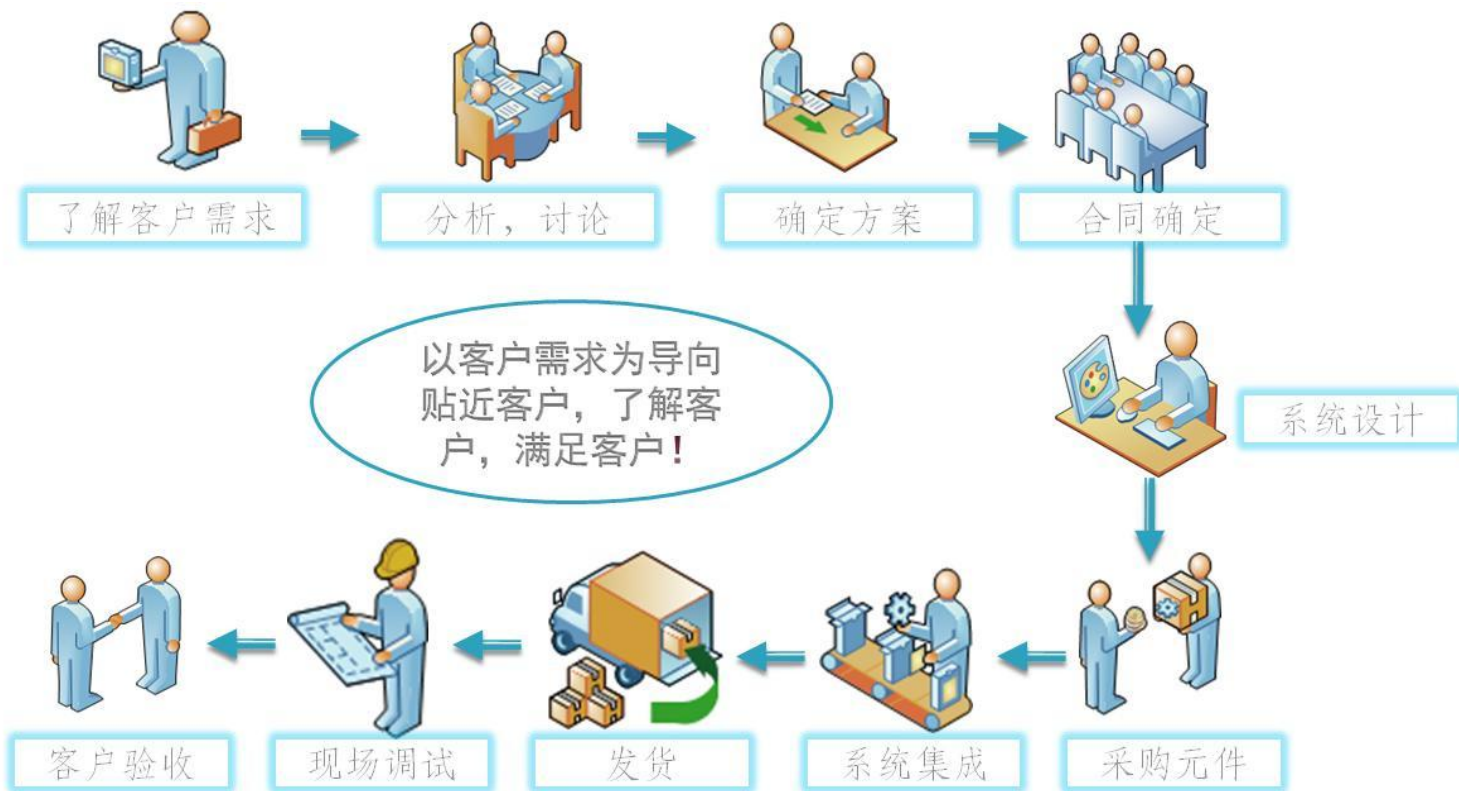 了解客户需求
分析，讨论
确定方案
合同确定
以客户需求为导向
贴近客户，了解客
户，满足客户！
系统设计
客户验收
现场调试
发货
系统集成
采购元件